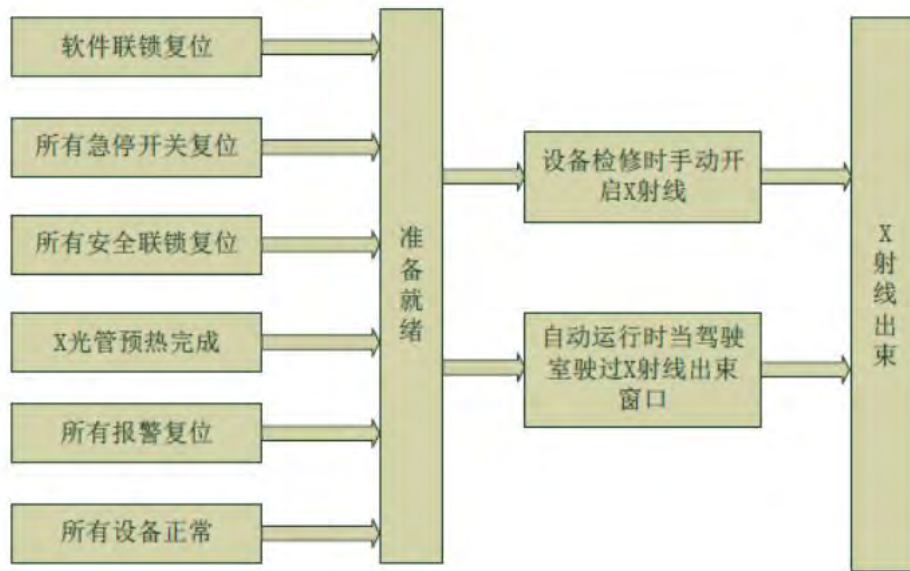 软件联锁复位
所有急停开关复位
所有安全联锁复位
X光管预热完成
所有报警复位
所有设备正常
准备就绪
设备检修时手动开
启X射线
自动运行时当驾驶
室驶过X射线出束
窗口
X射线出束